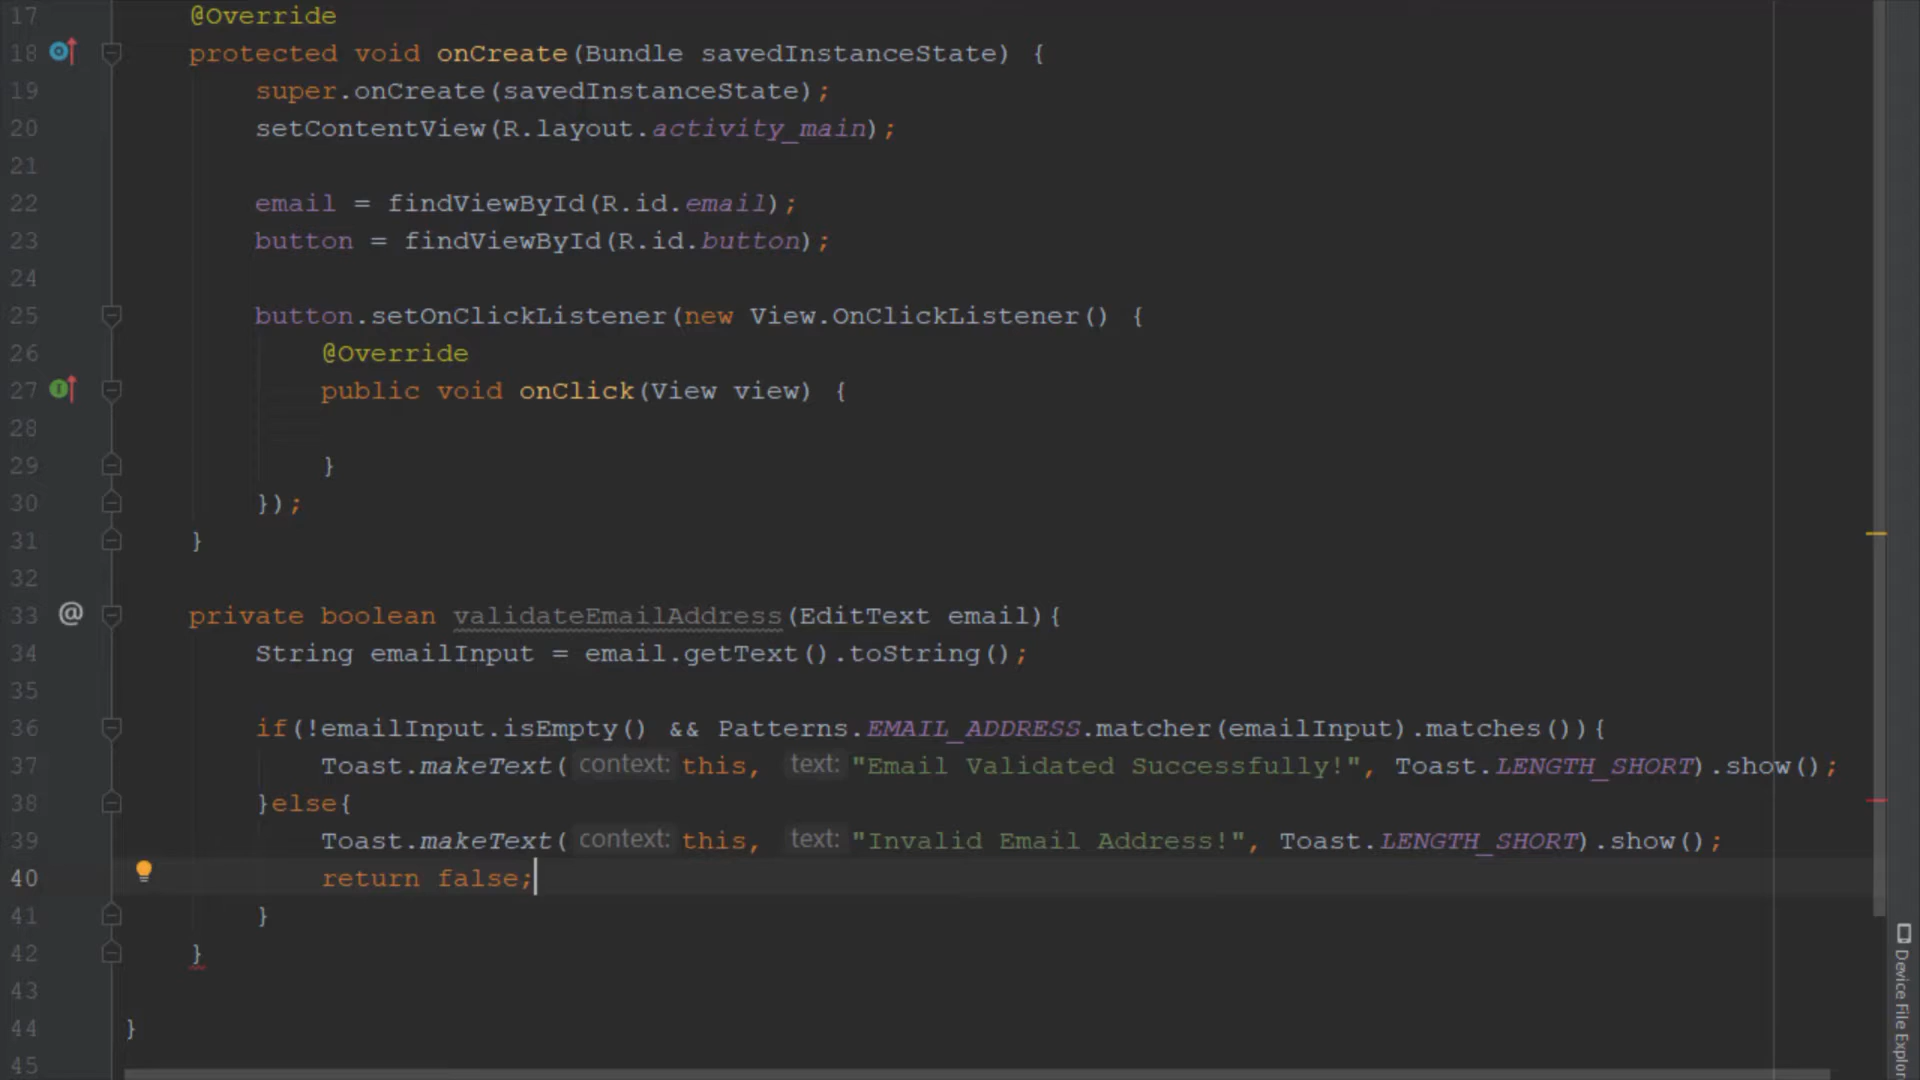 17 @Override
18 protected void onCreate(Bundle savedInstanceState) {
19 super.onCreate(savedInstanceState);
20 setContentView(R.layout.activity_main);
21
22 email = findViewById(R.id.email);
23 button = findViewById(R.id.button);
24
25 button.setOnClickListener(new View.OnClickListener() {
26 @Override
27 public void onClick(View view) {
28
29 }
30 });
31 }
32
33 @ private boolean validateEmailAddress(EditText email){
34 String emailInput = email.getText().toString();
35
36 if(!emailInput.isEmpty() && Patterns.EMAIL_ADDRESS.matcher(emailInput).matches()){
37 Toast.makeText( context: this, text: "Email Validated Successfully!", Toast.LENGTH_SHORT).show();
38 }else{
39 Toast.makeText( context: this, text: "Invalid Email Address!", Toast.LENGTH_SHORT).show();
40 return false;
41 }
42 }
43
44 }
45
Device File Explor